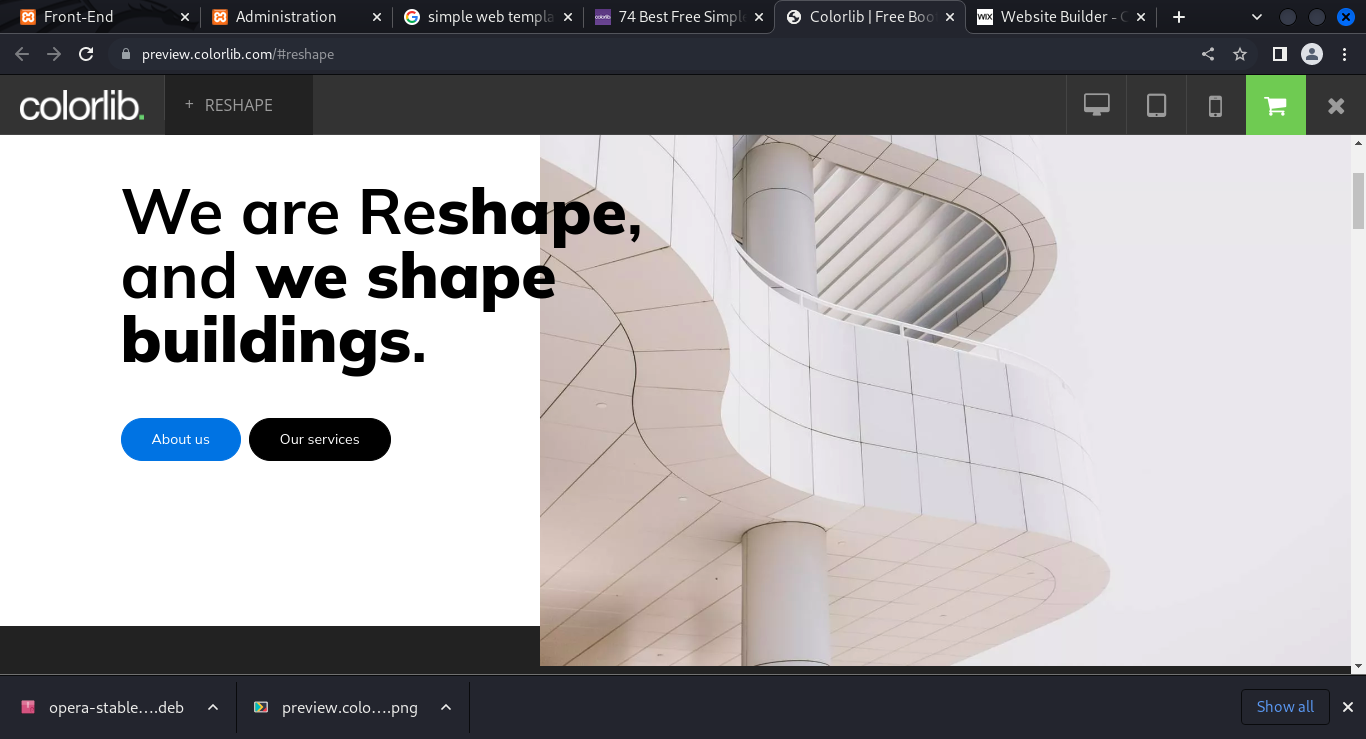 Front-End
Administration
simple web templa
74 Best Free Simple
Colorlib | Free Boo
Website Builder - C
preview.colorlib.com/#reshape
colorlib.
+ RESHAPE
We are Reshape,
and we shape
buildings.
About us
Our services
opera-stable….deb
preview.colo….png
Show all